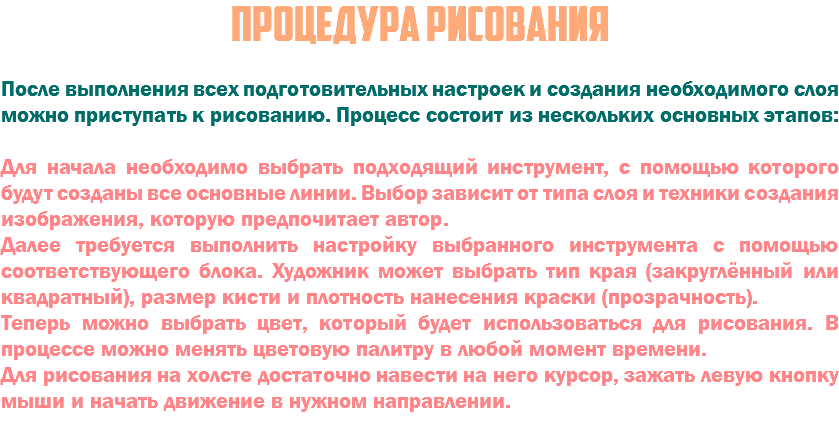 ПРОЦЕДУРА РИСОВАНИЯ
После выполнения всех подготовительных настроек и создания необходимого слоя
можно приступать к рисованию. Процесс состоит из нескольких основных этапов:
Для начала необходимо выбрать подходящий инструмент, с помощью которого
будут созданы все основные линии. Выбор зависит от типа слоя и техники создания
изображения, которую предпочитает автор.
Далее требуется выполнить настройку выбранного инструмента с помощью
соответствующего блока. Художник может выбрать тип края (закруглённый или
квадратный), размер кисти и плотность нанесения краски (прозрачность).
Теперь можно выбрать цвет, который будет использоваться для рисования. В
процессе можно менять цветовую палитру в любой момент времени.
Для рисования на холсте достаточно навести на него курсор, зажать левую кнопку
мыши и начать движение в нужном направлении.